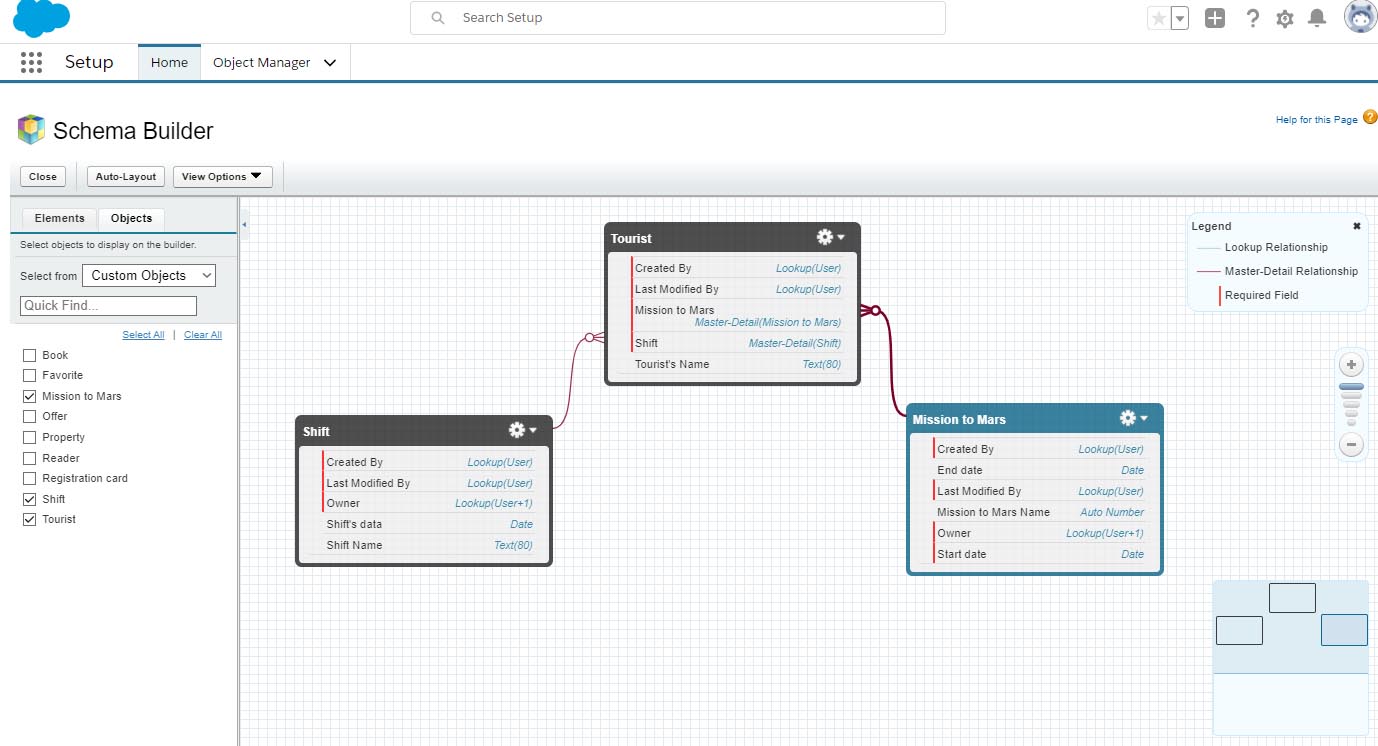 Search Setup
Setup
Home
Object Manager
Schema Builder
Help for this Page
Close
Auto-Layout
View Options
Elements
Objects
Select objects to display on the builder.
Select from Custom Objects
Quick Find...
Select All | Clear All
Book
Favorite
Mission to Mars
Offer
Property
Reader
Registration card
Shift
Tourist
Tourist
Created By Lookup(User)
Last Modified By Lookup(User)
Mission to Mars
Master-Detail(Mission to Mars)
Shift Master-Detail(Shift)
Tourist's Name Text(80)
Shift
Created By Lookup(User)
Last Modified By Lookup(User)
Owner Lookup(User+1)
Shift's data Date
Shift Name Text(80)
Mission to Mars
Created By Lookup(User)
End date Date
Last Modified By Lookup(User)
Mission to Mars Name Auto Number
Owner Lookup(User+1)
Start date Date
Legend
Lookup Relationship
Master-Detail Relationship
Required Field